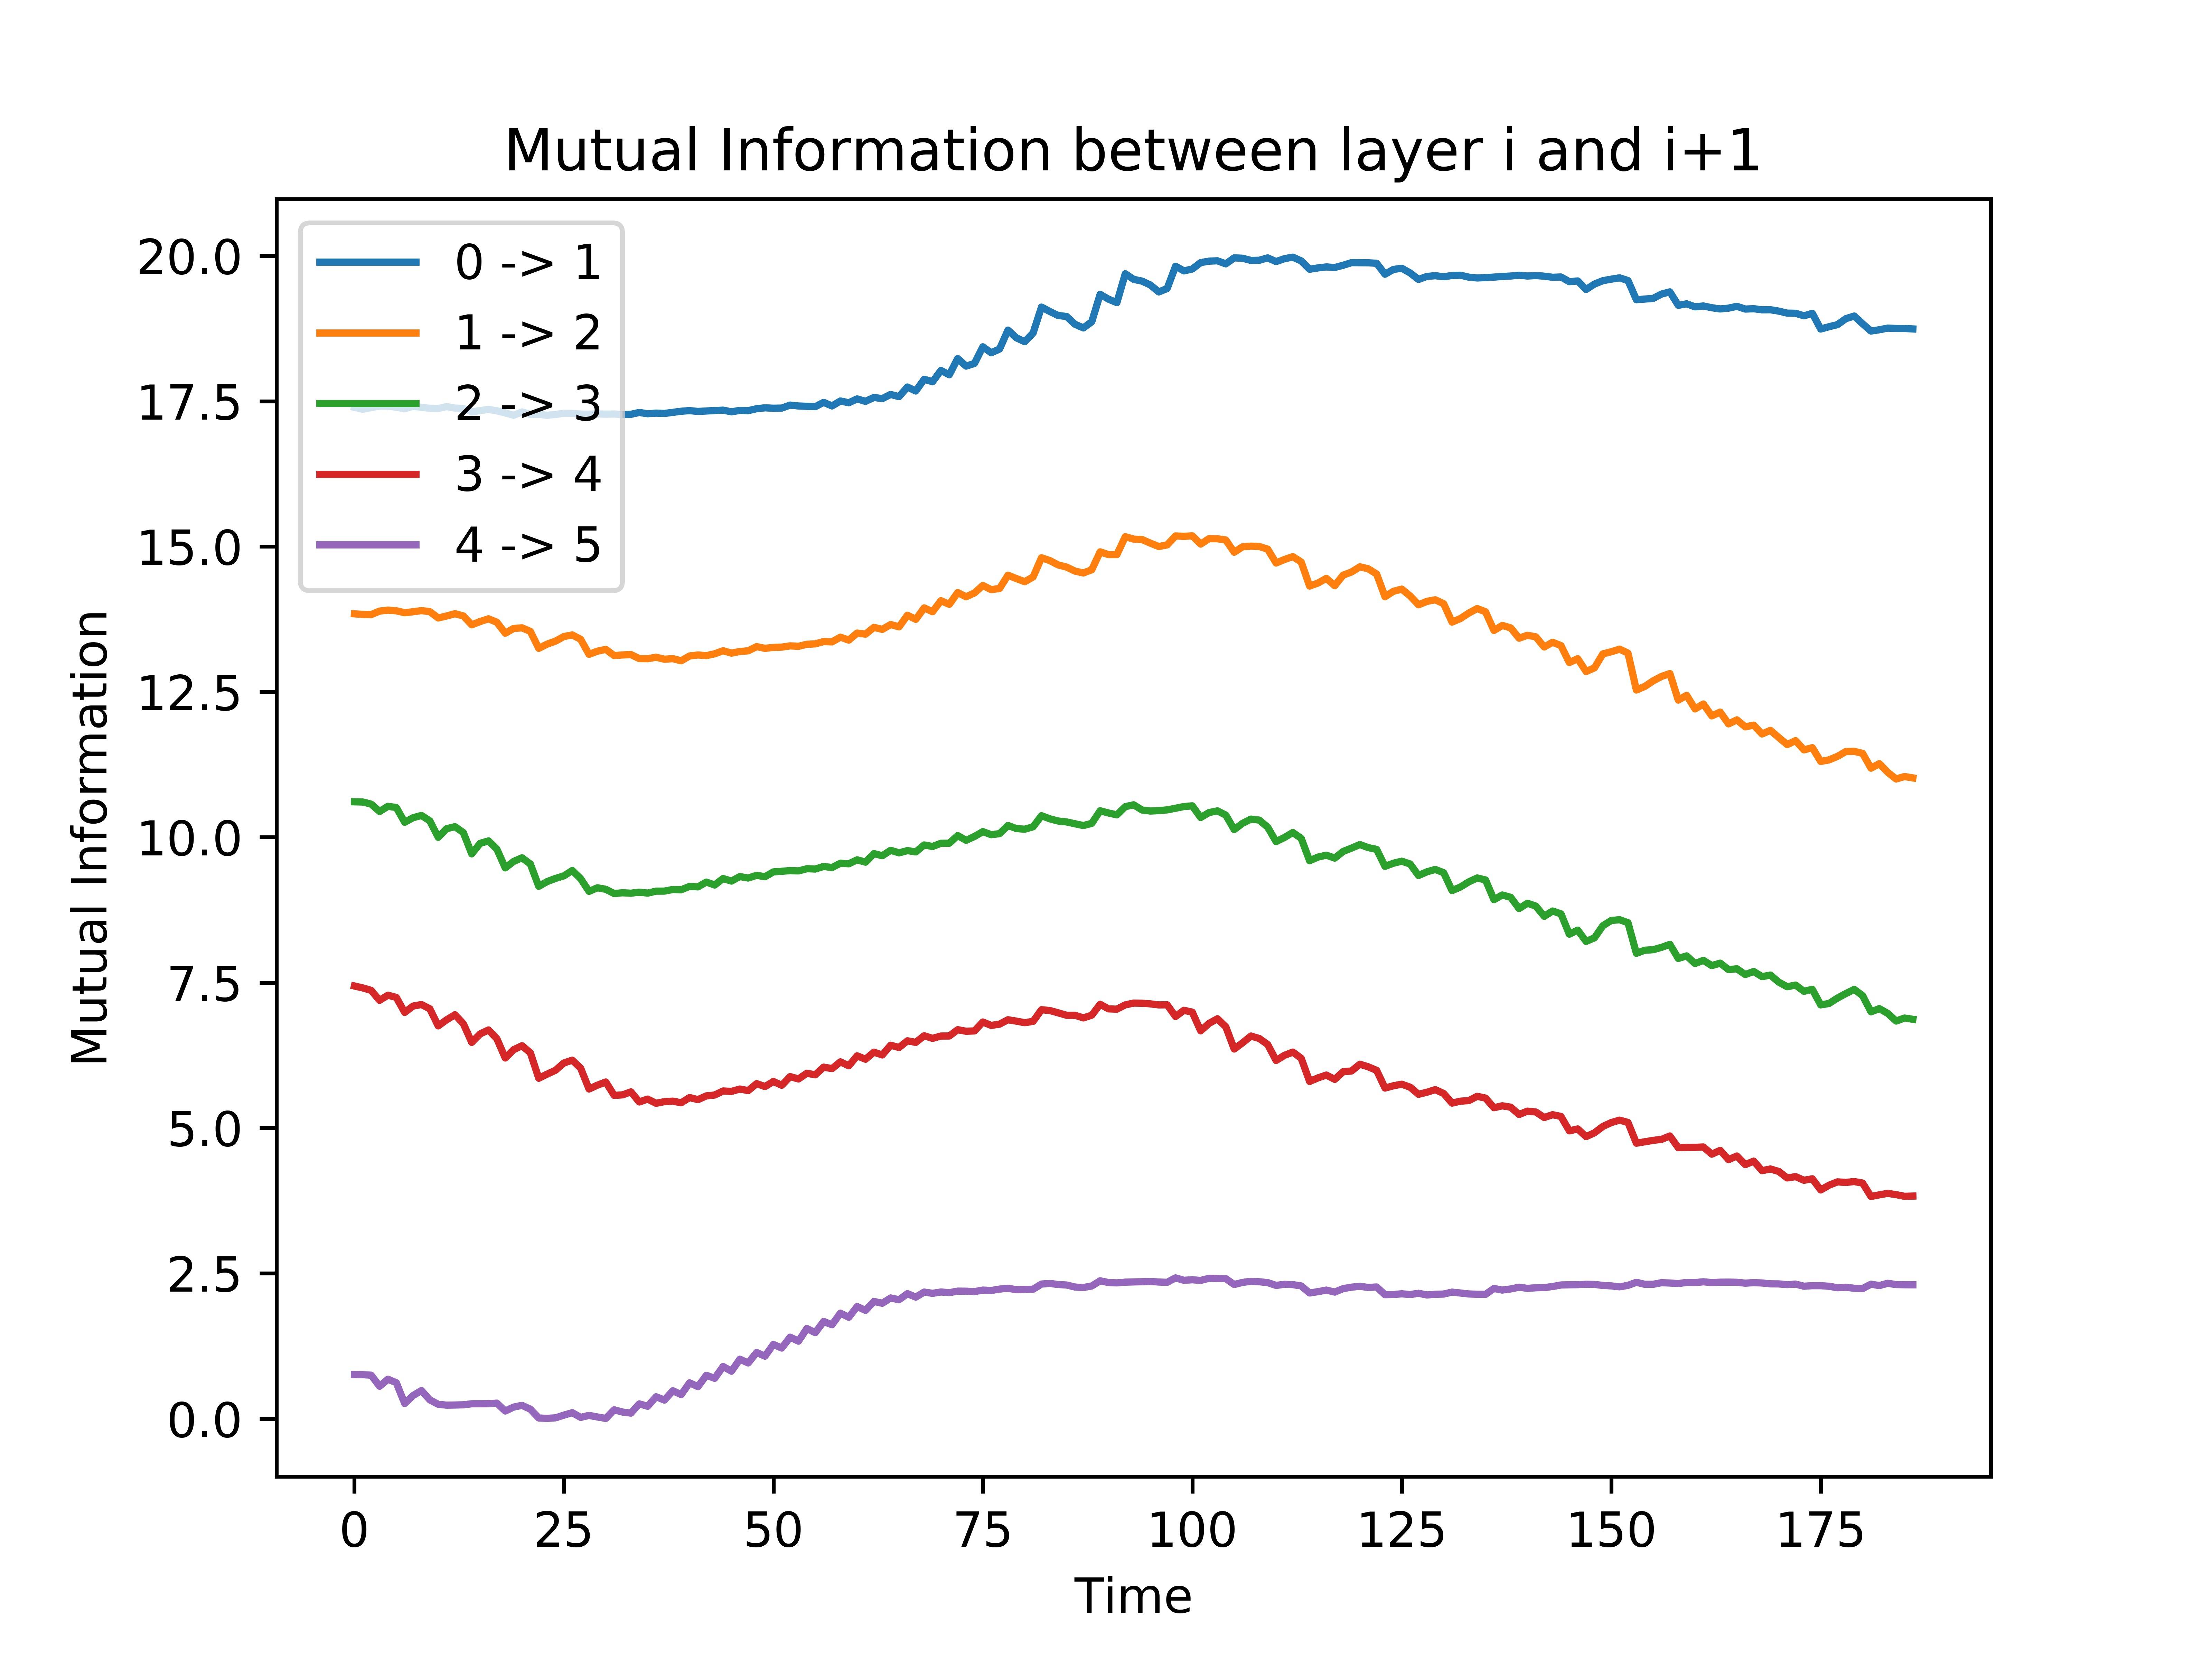 Mutual Information between layer i and i+1
20.0
17.5
15.0
12.5
10.0
7.5
5.0
2.5
0.0
Mutual Information
0 -> 1
1 -> 2
2 -> 3
3 -> 4
4 -> 5
0 25 50 75 100 125 150 175
Time